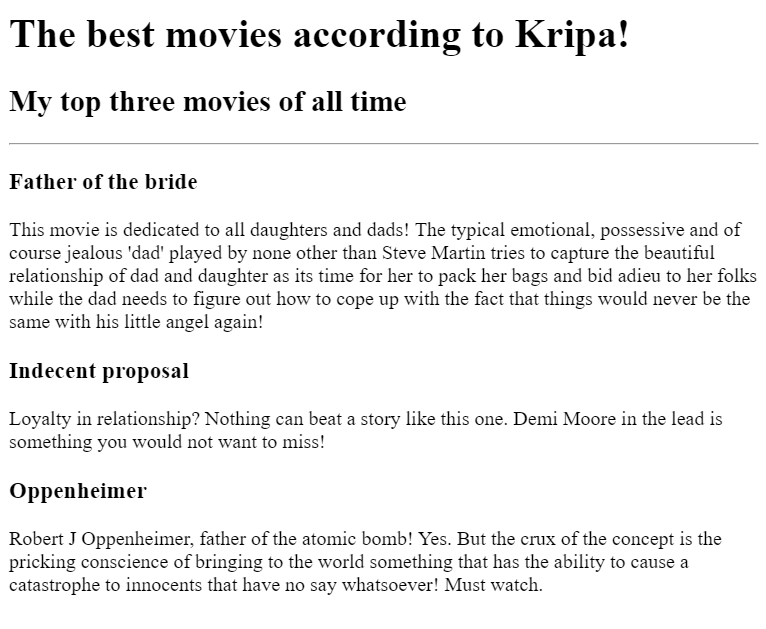 The best movies according to Kripa!
My top three movies of all time
Father of the bride
This movie is dedicated to all daughters and dads! The typical emotional, possessive and of
course jealous 'dad' played by none other than Steve Martin tries to capture the beautiful
relationship of dad and daughter as its time for her to pack her bags and bid adieu to her folks
while the dad needs to figure out how to cope up with the fact that things would never be the
same with his little angel again!
Indecent proposal
Loyalty in relationship? Nothing can beat a story like this one. Demi Moore in the lead is
something you would not want to miss!
Oppenheimer
Robert J Oppenheimer, father of the atomic bomb! Yes. But the crux of the concept is the
pricking conscience of bringing to the world something that has the ability to cause a
catastrophe to innocents that have no say whatsoever! Must watch.